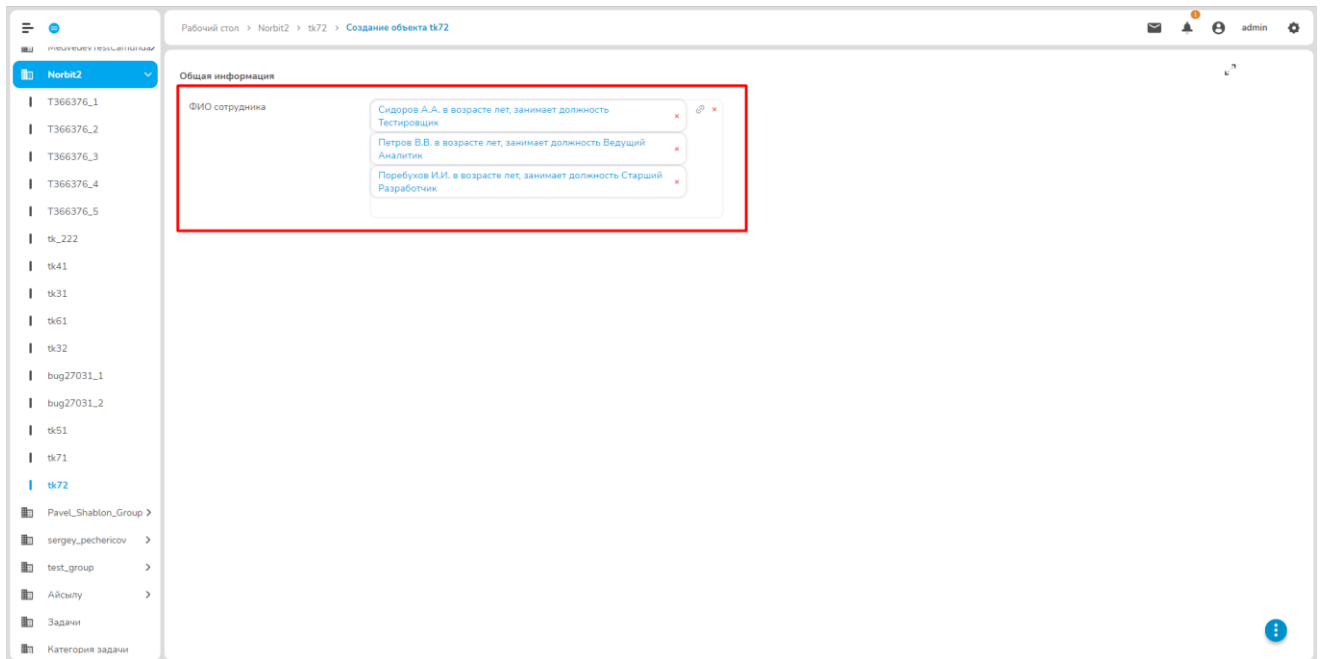 Рабочий стол > Norbit2 > tk72 > Создание объекта tk72
1
admin
MedvedevTestCamunda
Norbit2
T366376_1
T366376_2
T366376_3
T366376_4
T366376_5
tk_222
tk41
tk31
tk61
tk32
bug27031_1
bug27031_2
tk51
tk71
tk72
Pavel_Shablon_Group
sergey_pechericov
test_group
Айсылу
Задачи
Категория задачи
Общая информация
ФИО сотрудника
Сидоров А.А. в возрасте лет, занимает должность
Тестировщик
Петров В.В. в возрасте лет, занимает должность Ведущий
Аналитик
Поребухов И.И. в возрасте лет, занимает должность Старший
Разработчик